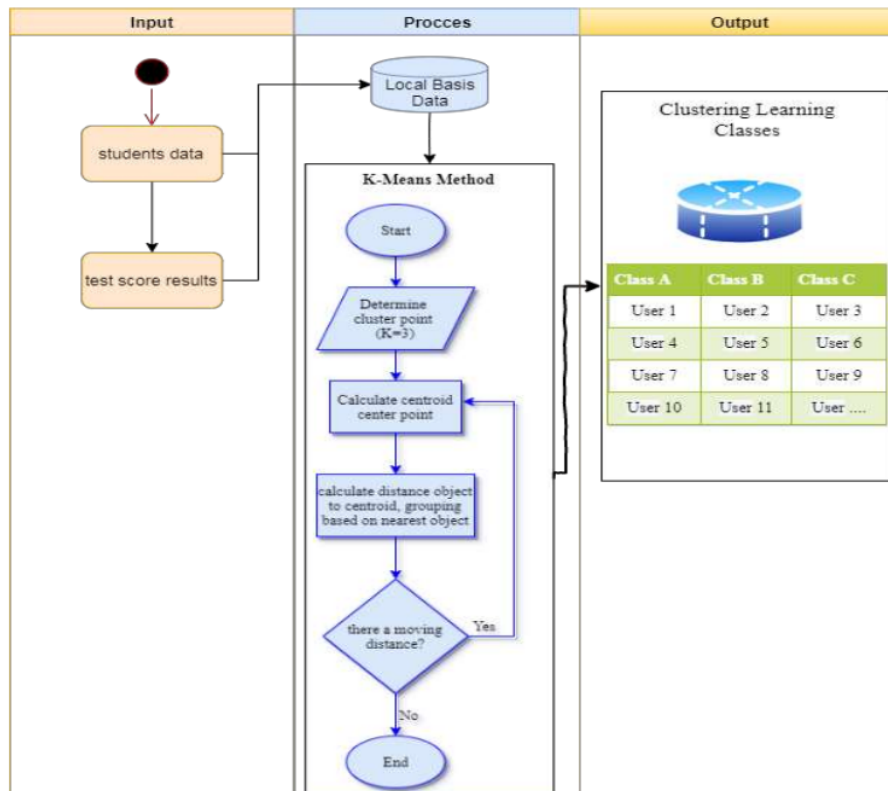 Input
Procces
Output
students data
test score results
Local Basis
Data
K-Means Method
Start
Determine
cluster point
(K=3)
Calculate centroid
center point
calculate distance object
to centroid, grouping
based on nearest object
there a moving
distance?
Yes
No
End
Clustering Learning
Classes
Class A Class B Class C
User 1 User 2 User 3
User 4 User 5 User 6
User 7 User 8 User 9
User 10 User 11 User ....